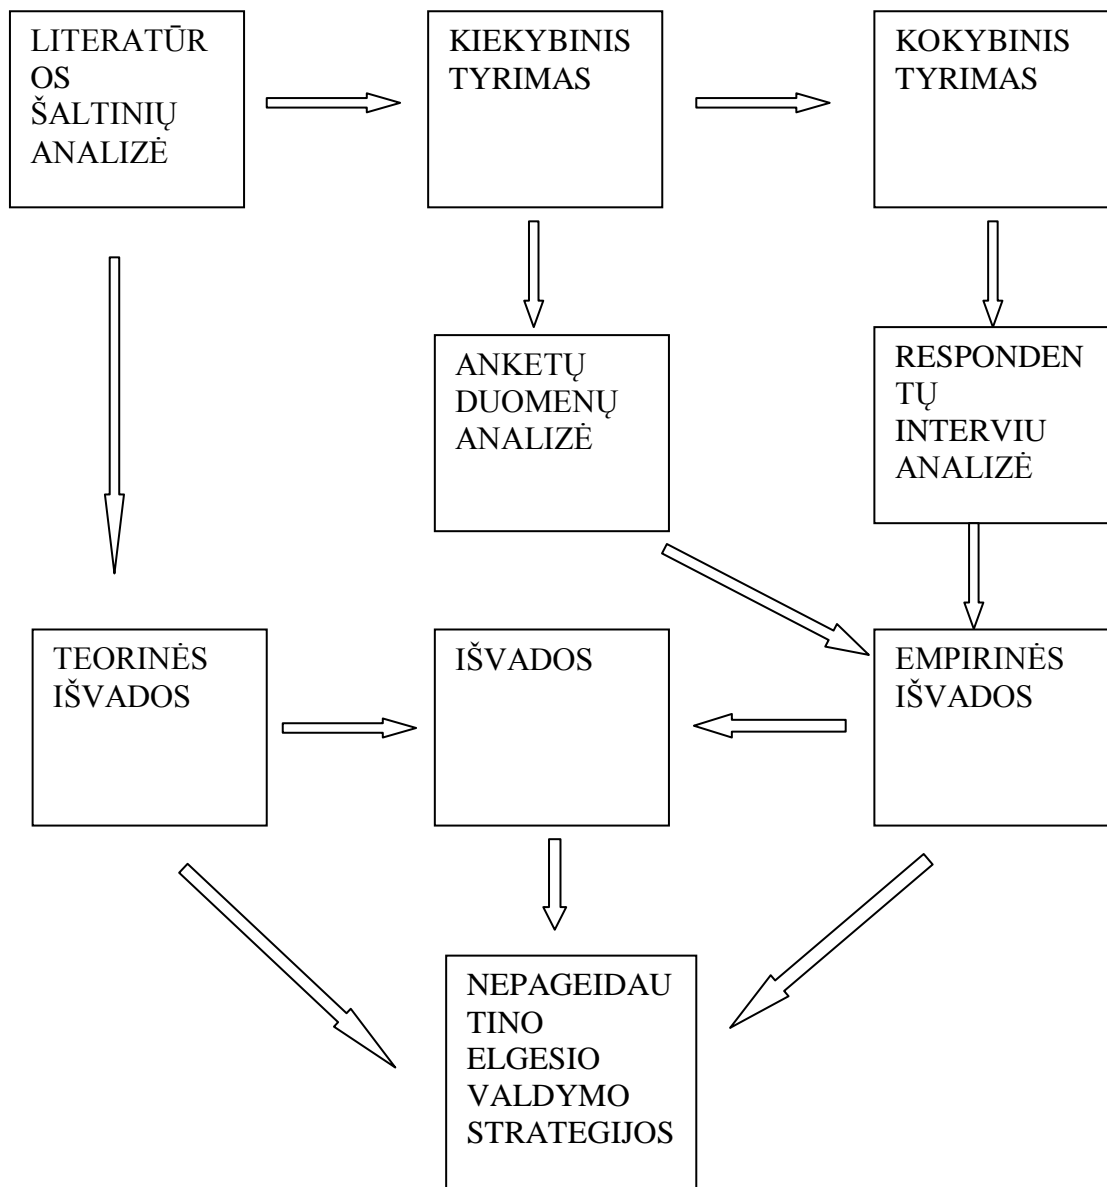 LITERATŪR
OS
ŠALTINIŲ
ANALIZĖ
KIEKYBINIS
TYRIMAS
KOKYBINIS
TYRIMAS
ANKETŲ
DUOMENŲ
ANALIZĖ
RESPONDEN
TŲ
INTERVIU
ANALIZĖ
TEORINĖS
IŠVADOS
IŠVADOS
EMPIRINĖS
IŠVADOS
NEPAGEIDAU
TINO
ELGESIO
VALDYMO
STRATEGIJOS